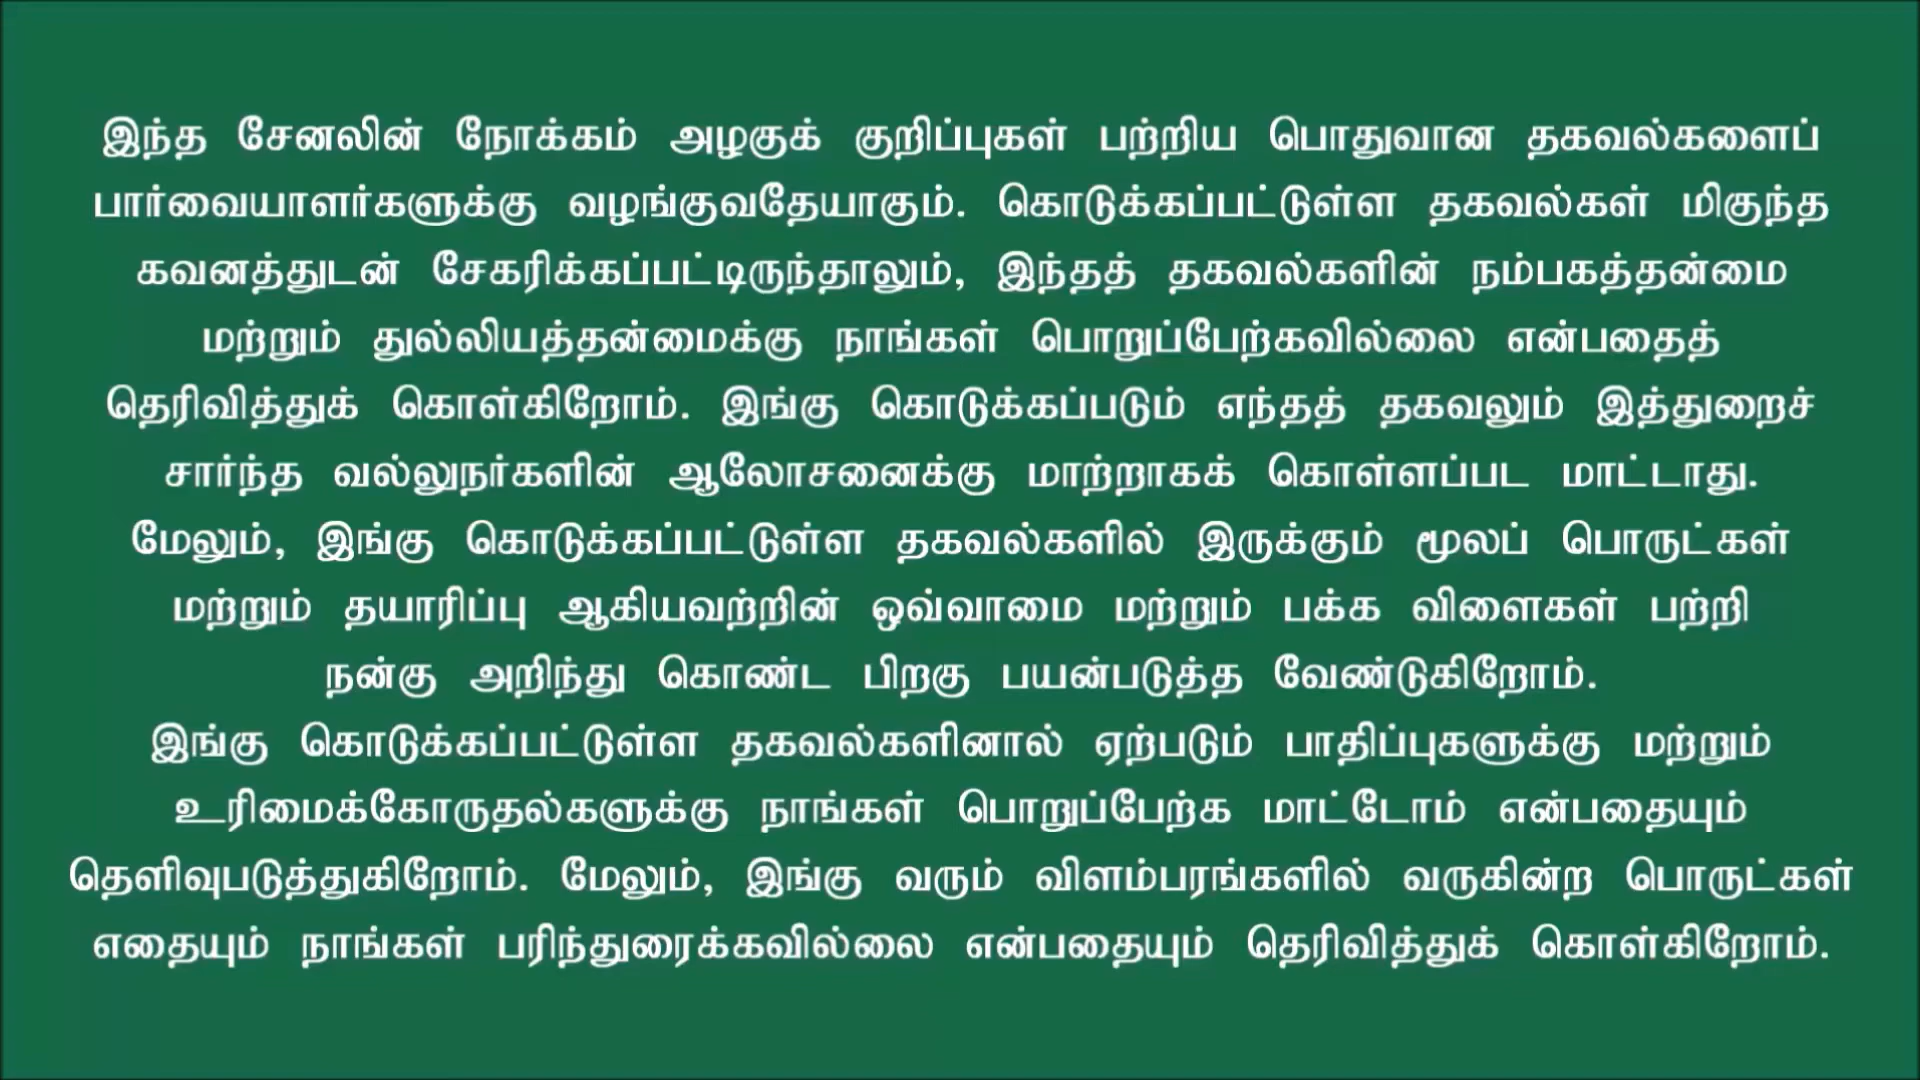 இந்த சேனலின் நோக்கம் அழகுக் குறிப்புகள் பற்றிய பொதுவான தகவல்களைப்
பார்வையாளர்களுக்கு வழங்குவதேயாகும். கொடுக்கப்பட்டுள்ள தகவல்கள் மிகுந்த
கவனத்துடன் சேகரிக்கப்பட்டிருந்தாலும், இந்தத் தகவல்களின் நம்பகத்தன்மை
மற்றும் துல்லியத்தன்மைக்கு நாங்கள் பொறுப்பேற்கவில்லை என்பதைத்
தெரிவித்துக் கொள்கிறோம். இங்கு கொடுக்கப்படும் எந்தத் தகவலும் இத்துறைச்
சார்ந்த வல்லுநர்களின் ஆலோசனைக்கு மாற்றாகக் கொள்ளப்பட மாட்டாது.
மேலும், இங்கு கொடுக்கப்பட்டுள்ள தகவல்களில் இருக்கும் மூலப் பொருட்கள்
மற்றும் தயாரிப்பு ஆகியவற்றின் ஒவ்வாமை மற்றும் பக்க விளைகள் பற்றி
நன்கு அறிந்து கொண்ட பிறகு பயன்படுத்த வேண்டுகிறோம்.
இங்கு கொடுக்கப்பட்டுள்ள தகவல்களினால் ஏற்படும் பாதிப்புகளுக்கு மற்றும்
உரிமைக்கோருதல்களுக்கு நாங்கள் பொறுப்பேற்க மாட்டோம் என்பதையும்
தெளிவுபடுத்துகிறோம். மேலும், இங்கு வரும் விளம்பரங்களில் வருகின்ற பொருட்கள்
எதையும் நாங்கள் பரிந்துரைக்கவில்லை என்பதையும் தெரிவித்துக் கொள்கிறோம்.